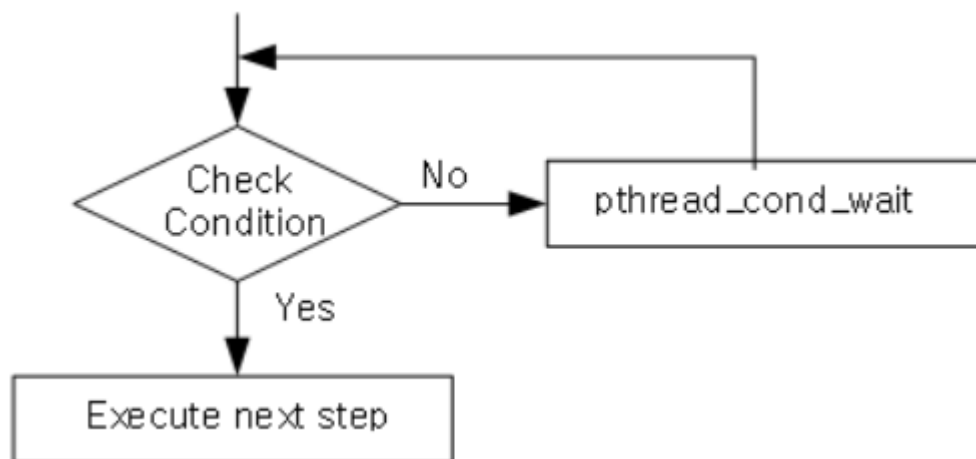 Check
Condition
No
pthread_cond_wait
Yes
Execute next step